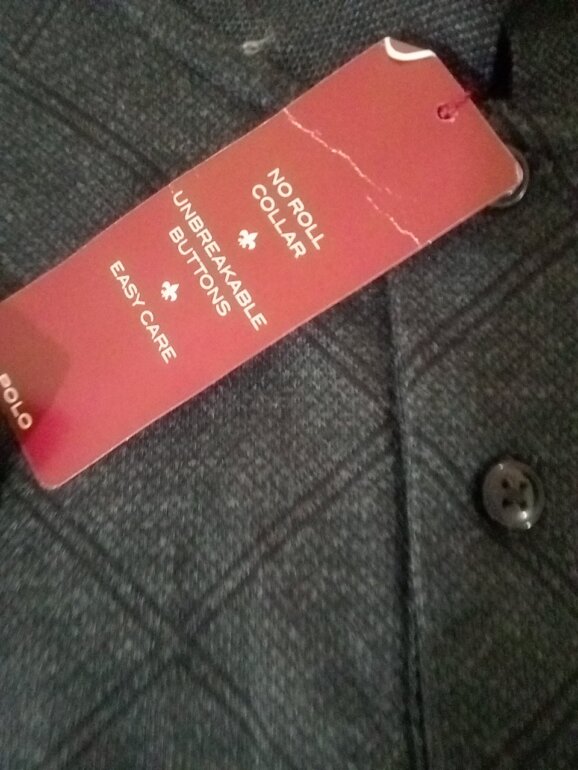 NO ROLL
COLLAR
UNBREAKABLE
BUTTONS
EASY CARE
POLO